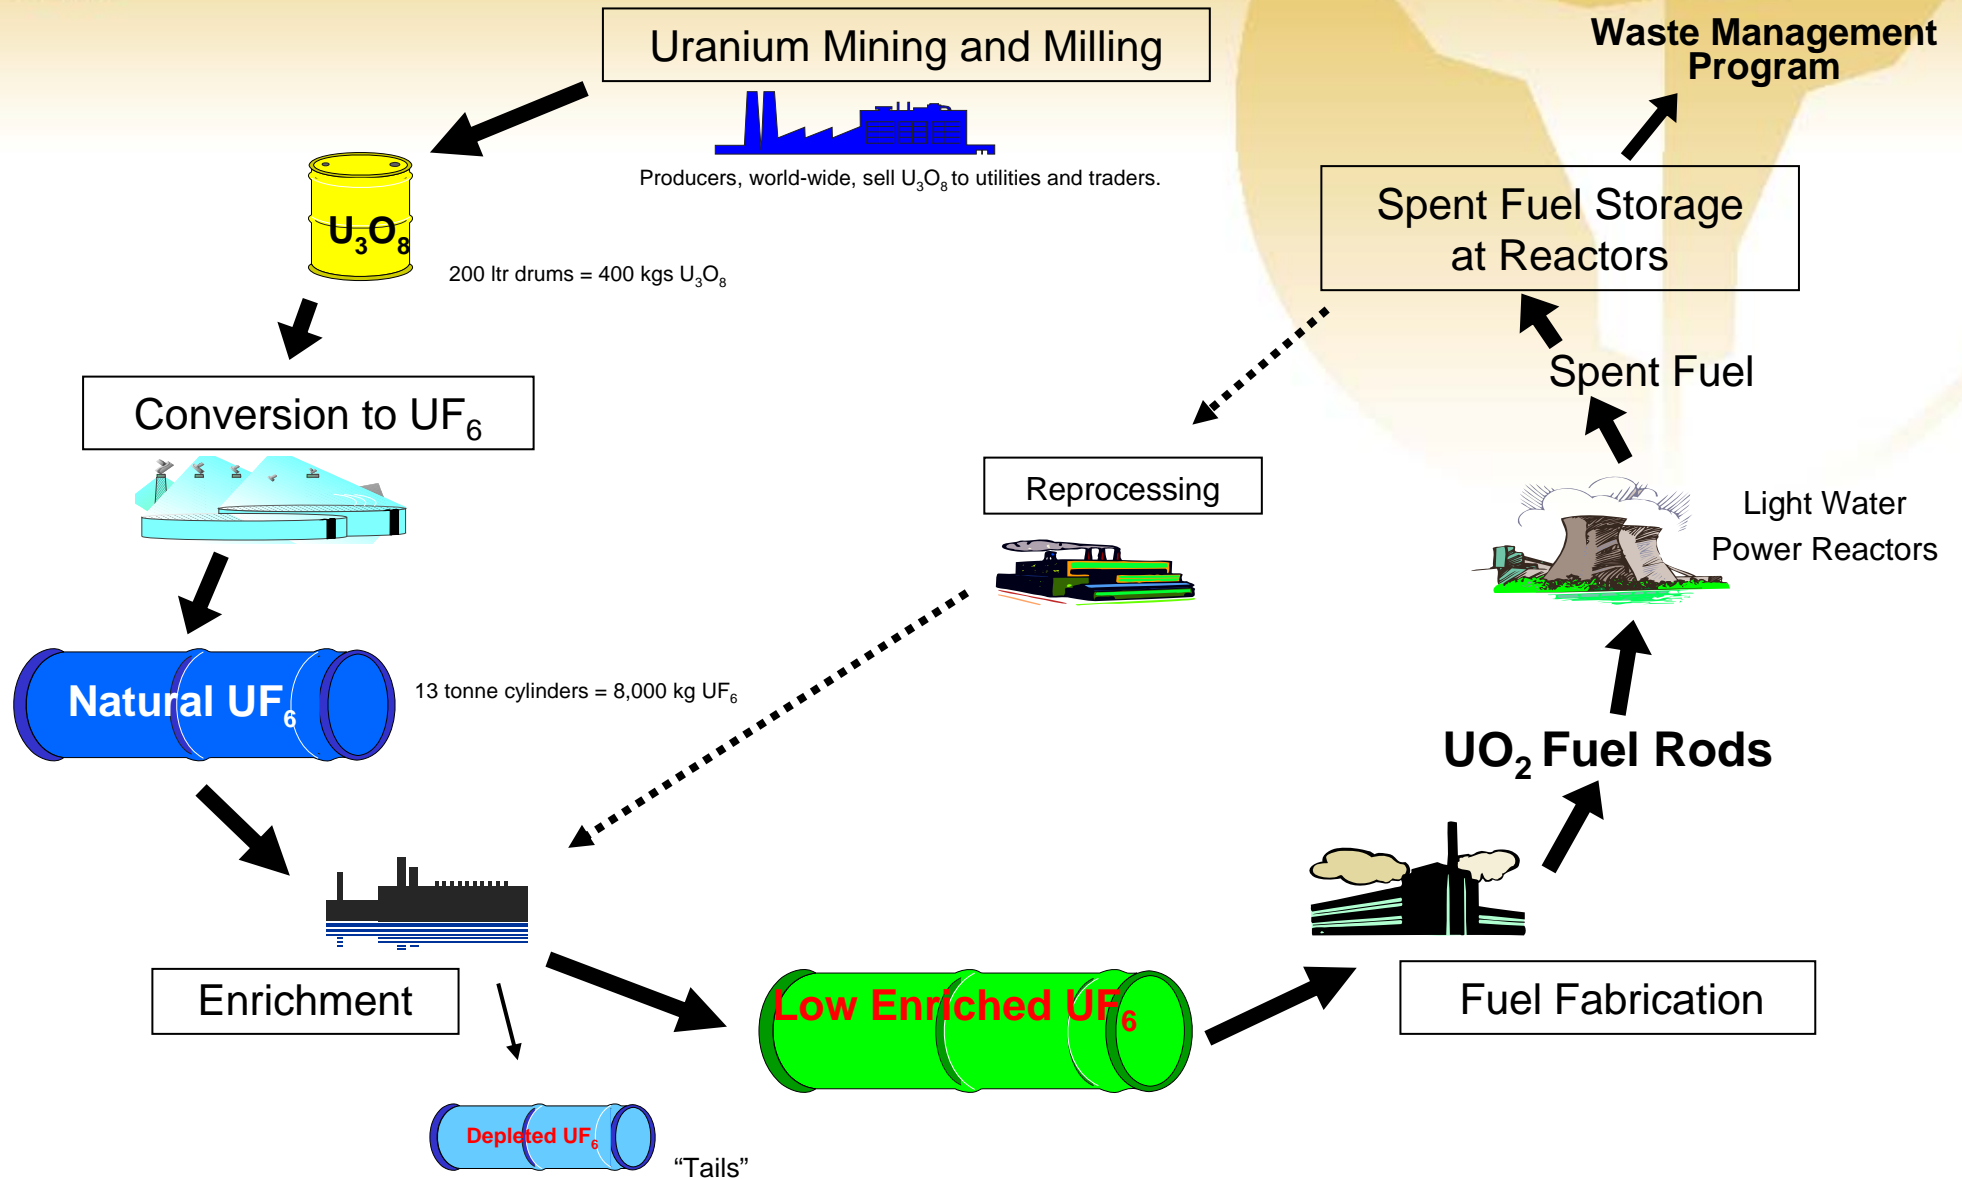 Uranium Mining and Milling
Waste Management
Program
Producers, world-wide, sell U₃O₈ to utilities and traders.
U₃O₈
200 ltr drums = 400 kgs U₃O₈
Spent Fuel Storage
at Reactors
Conversion to UF₆
Spent Fuel
Reprocessing
Light Water
Power Reactors
Natural UF₆
13 tonne cylinders = 8,000 kg UF₆
UO₂ Fuel Rods
Enrichment
Low Enriched UF₆
Fuel Fabrication
Depleted UF₆
“Tails”